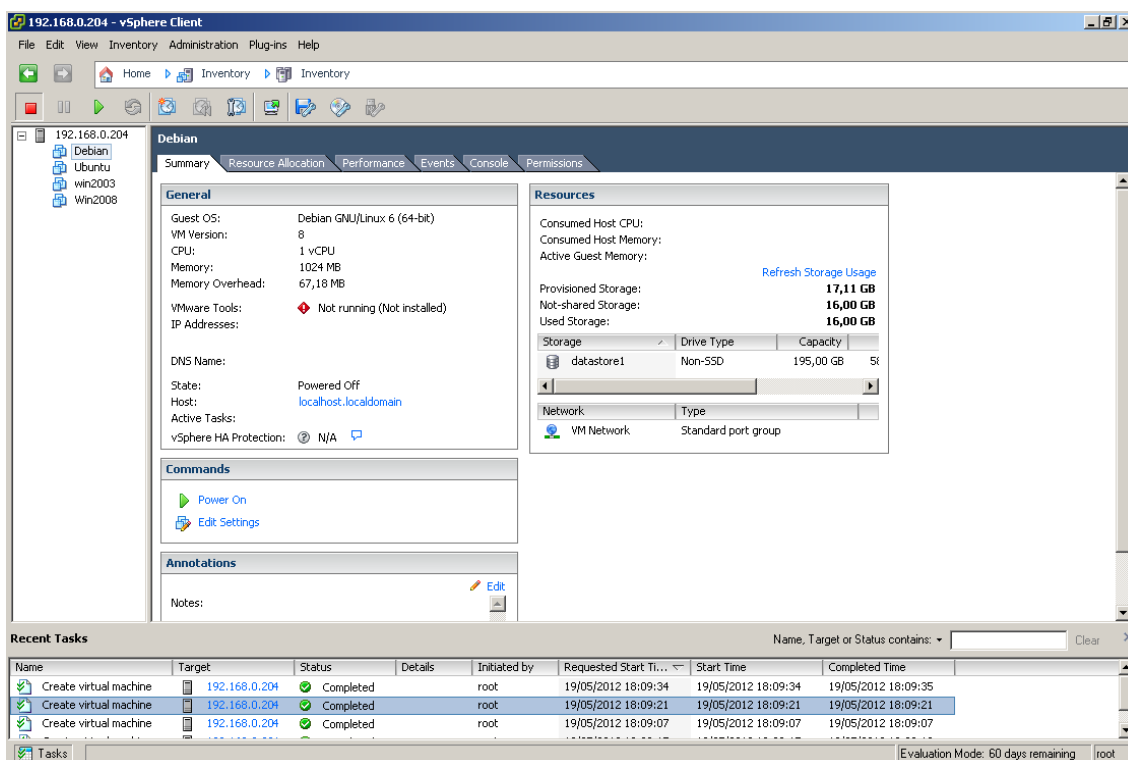 192.168.0.204 - vSphere Client
File Edit View Inventory Administration Plug-ins Help
Home Inventory Inventory
192.168.0.204
Debian
Ubuntu
win2003
Win2008
Debian
Summary Resource Allocation Performance Events Console Permissions
General
Guest OS: Debian GNU/Linux 6 (64-bit)
VM Version: 8
CPU: 1 vCPU
Memory: 1024 MB
Memory Overhead: 67,18 MB
VMware Tools: Not running (Not installed)
IP Addresses:
DNS Name:
State: Powered Off
Host: localhost.localdomain
Active Tasks:
vSphere HA Protection: N/A
Commands
Power On
Edit Settings
Annotations
Edit
Notes:
Resources
Consumed Host CPU:
Consumed Host Memory:
Active Guest Memory:
Refresh Storage Usage
Provisioned Storage: 17,11 GB
Not-shared Storage: 16,00 GB
Used Storage: 16,00 GB
Storage Drive Type Capacity
datastore1 Non-SSD 195,00 GB
Network Type
VM Network Standard port group
Recent Tasks Name, Target or Status contains: Clear
Name Target Status Details Initiated by Requested Start Ti... Start Time Completed Time
Create virtual machine 192.168.0.204 Completed root 19/05/2012 18:09:34 19/05/2012 18:09:34 19/05/2012 18:09:35
Create virtual machine 192.168.0.204 Completed root 19/05/2012 18:09:21 19/05/2012 18:09:21 19/05/2012 18:09:21
Create virtual machine 192.168.0.204 Completed root 19/05/2012 18:09:07 19/05/2012 18:09:07 19/05/2012 18:09:07
Tasks Evaluation Mode: 60 days remaining root